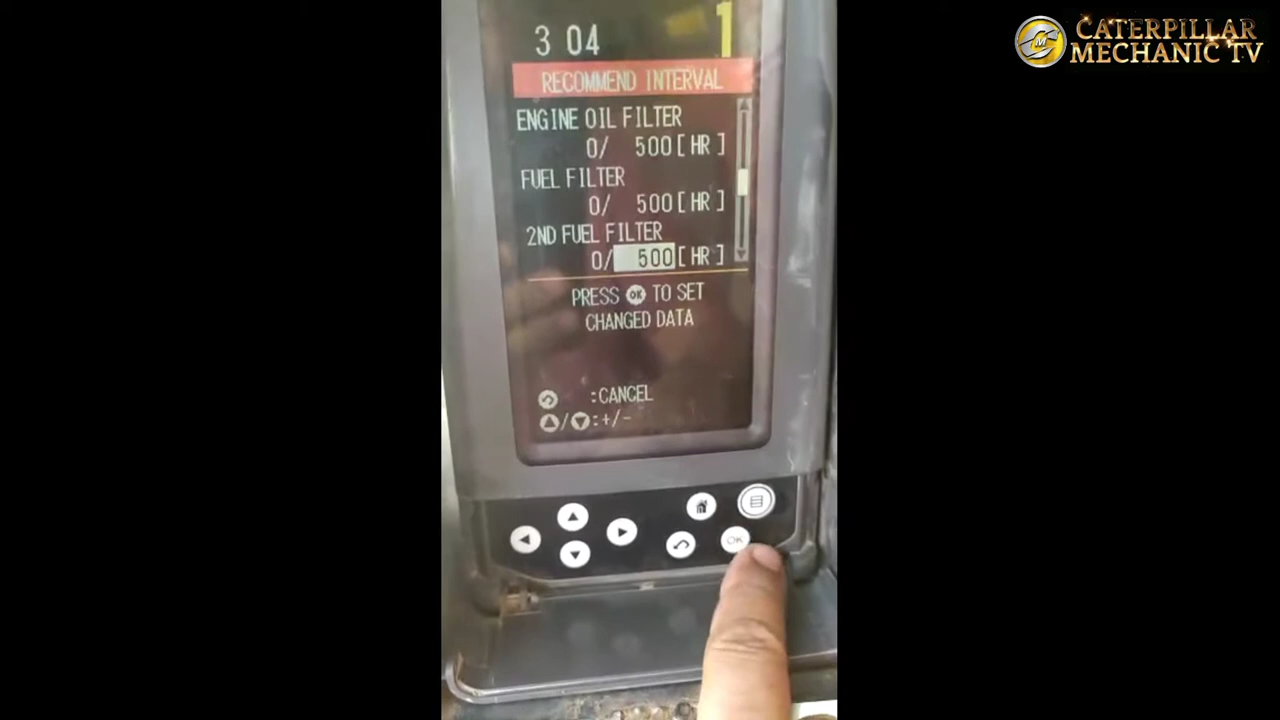 CATERPILLAR
MECHANIC TV
3 04
1
RECOMMEND INTERVAL
ENGINE OIL FILTER
0/ 500[HR]
FUEL FILTER
0/ 500[HR]
2ND FUEL FILTER
0/ 500[HR]
PRESS OK TO SET
CHANGED DATA
:CANCEL
/ :+/-
OK